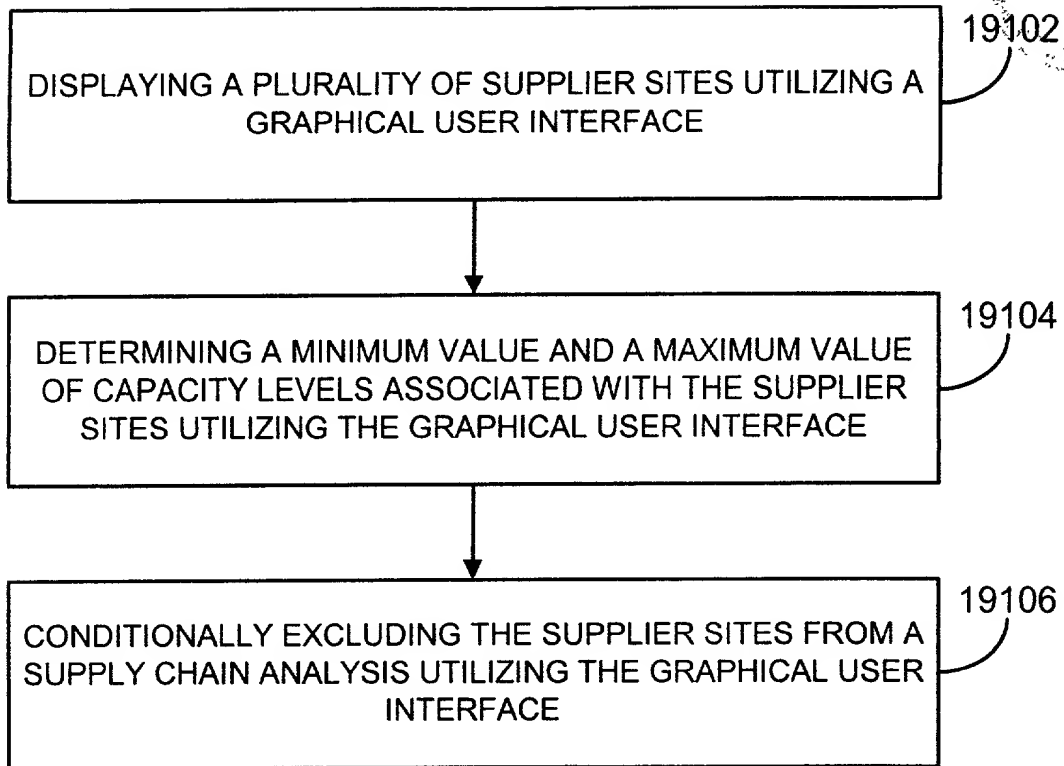 19102
DISPLAYING A PLURALITY OF SUPPLIER SITES UTILIZING A
GRAPHICAL USER INTERFACE
19104
DETERMINING A MINIMUM VALUE AND A MAXIMUM VALUE
OF CAPACITY LEVELS ASSOCIATED WITH THE SUPPLIER
SITES UTILIZING THE GRAPHICAL USER INTERFACE
19106
CONDITIONALLY EXCLUDING THE SUPPLIER SITES FROM A
SUPPLY CHAIN ANALYSIS UTILIZING THE GRAPHICAL USER
INTERFACE